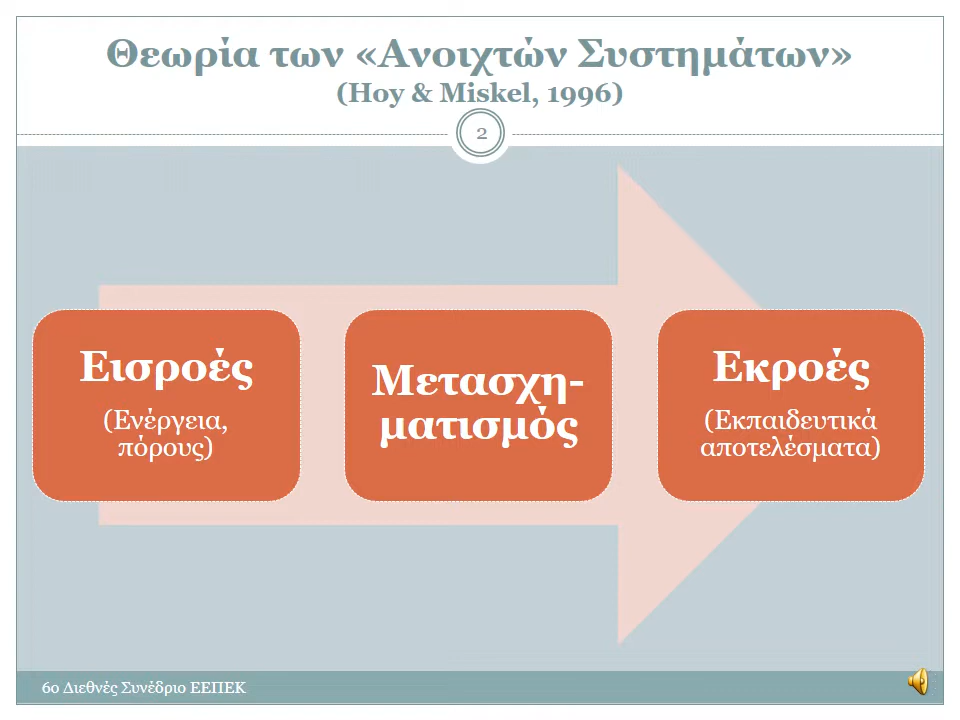 Θεωρία των «Ανοιχτών Συστημάτων»
(Hoy & Miskel, 1996)
2
Εισροές
(Ενέργεια,
πόρους)
Μετασχη-
ματισμός
Εκροές
(Εκπαιδευτικά
αποτελέσματα)
6ο Διεθνές Συνέδριο ΕΕΠΕΚ